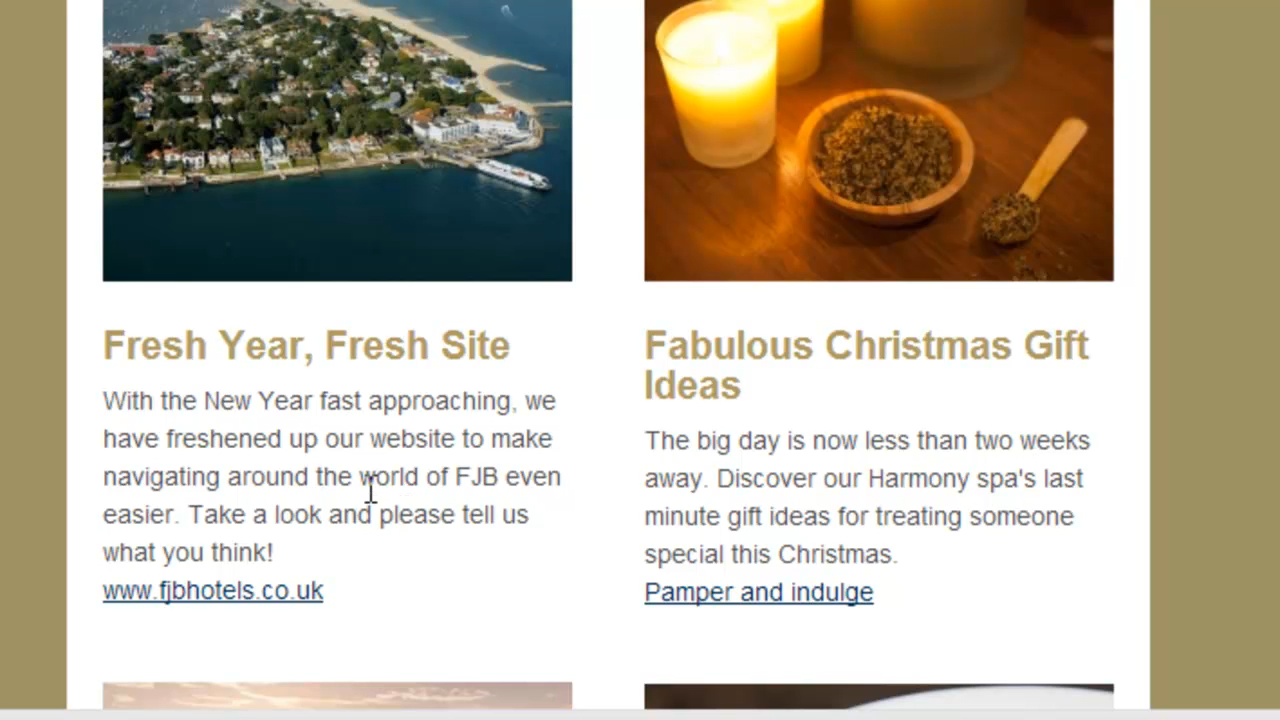 Fresh Year, Fresh Site
With the New Year fast approaching, we
have freshened up our website to make
navigating around the world of FJB even
easier. Take a look and please tell us
what you think!
www.fjbhotels.co.uk
Fabulous Christmas Gift
Ideas
The big day is now less than two weeks
away. Discover our Harmony spa's last
minute gift ideas for treating someone
special this Christmas.
Pamper and indulge